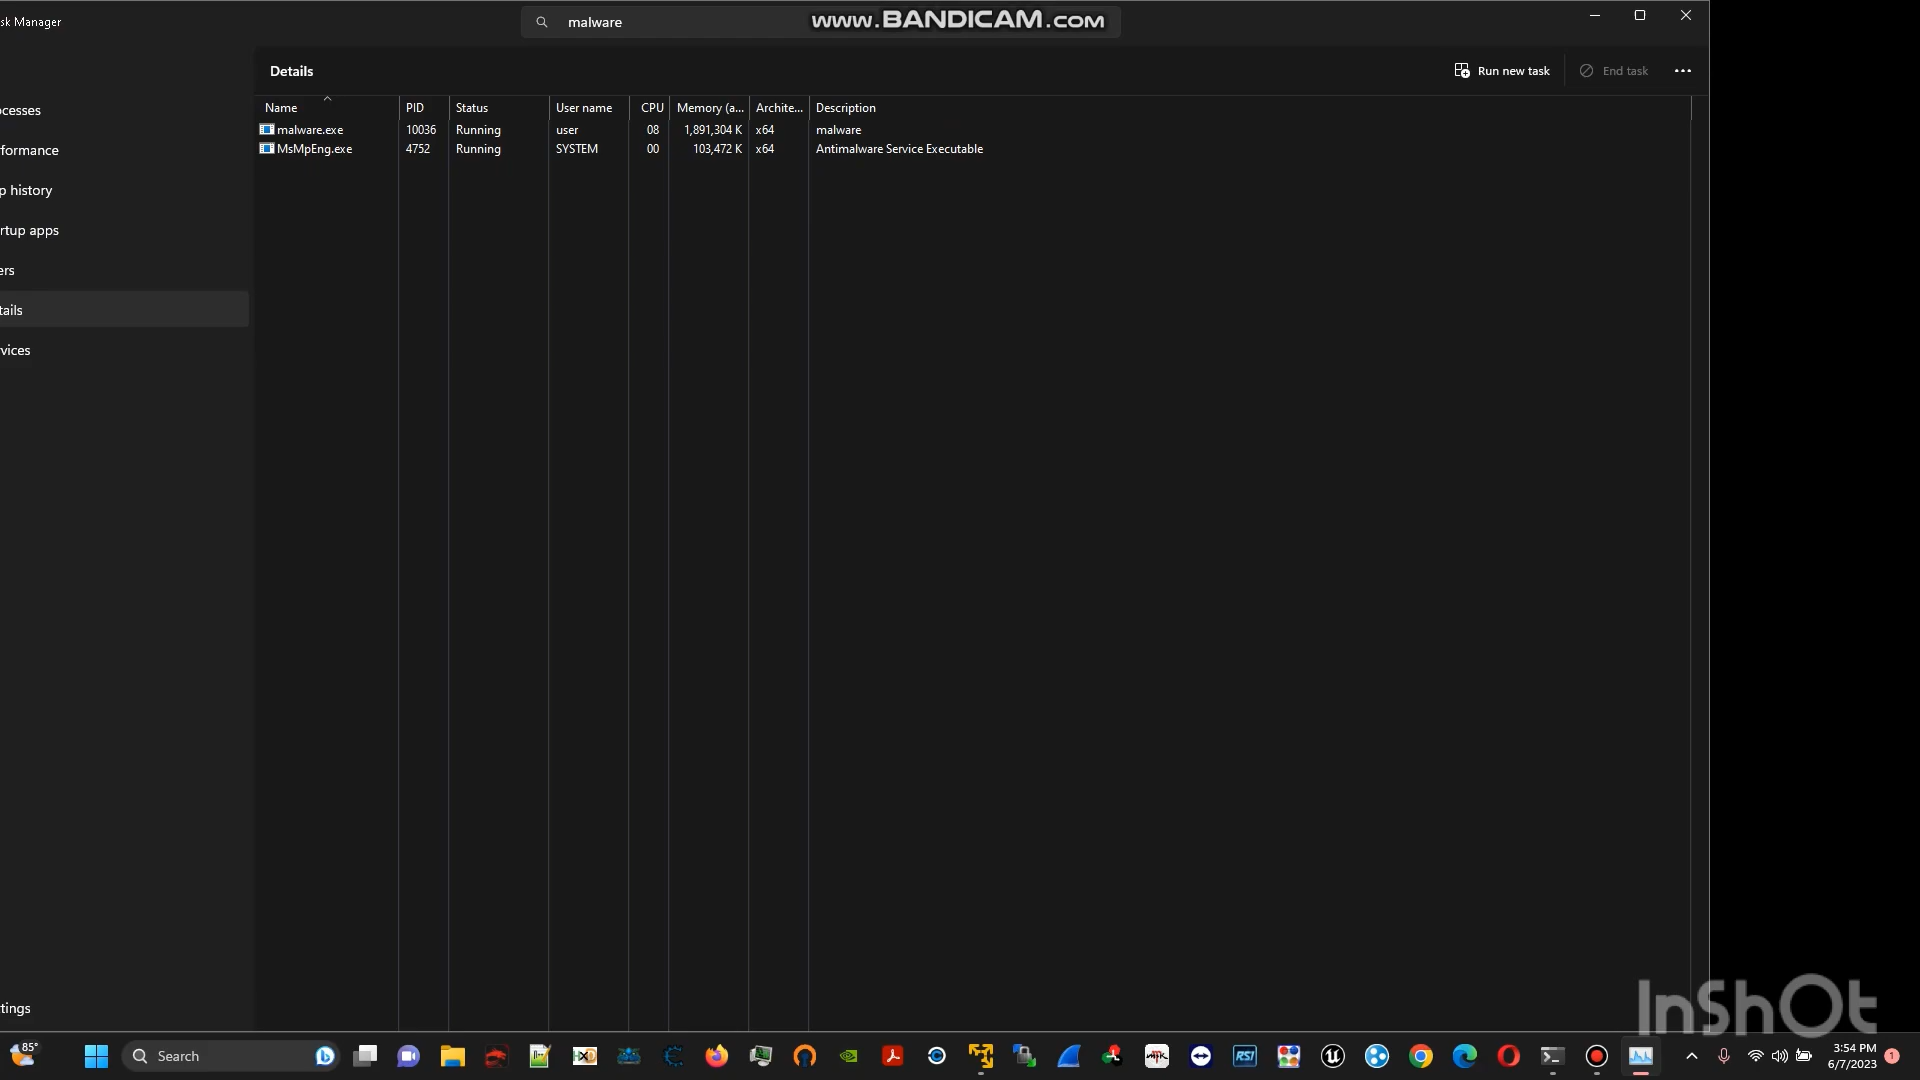 sk Manager
malware
www.BANDICAM.com
Details
Run new task
End task
Name PID Status User name CPU Memory (a... Archite... Description
malware.exe 10036 Running user 08 1,891,304 K x64 malware
MsMpEng.exe 4752 Running SYSTEM 00 103,472 K x64 Antimalware Service Executable
ocesses
formance
p history
rtup apps
ers
tails
vices
tings
InShOt
85°
Search
RSI
3:54 PM
6/7/2023
1